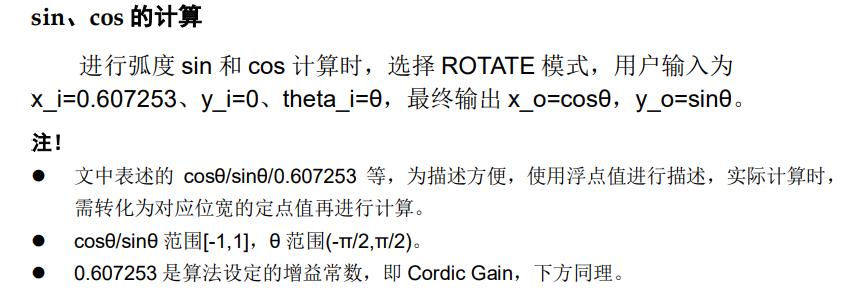 sin、cos 的计算
进行弧度 sin 和 cos 计算时，选择 ROTATE 模式，用户输入为
x_i=0.607253、y_i=0、theta_i=θ，最终输出 x_o=cosθ，y_o=sinθ。
注！
● 文中表述的 cosθ/sinθ/0.607253 等，为描述方便，使用浮点值进行描述，实际计算时，
需转化为对应位宽的定点值再进行计算。
● cosθ/sinθ 范围[-1,1]，θ 范围(-π/2,π/2)。
● 0.607253 是算法设定的增益常数，即 Cordic Gain，下方同理。